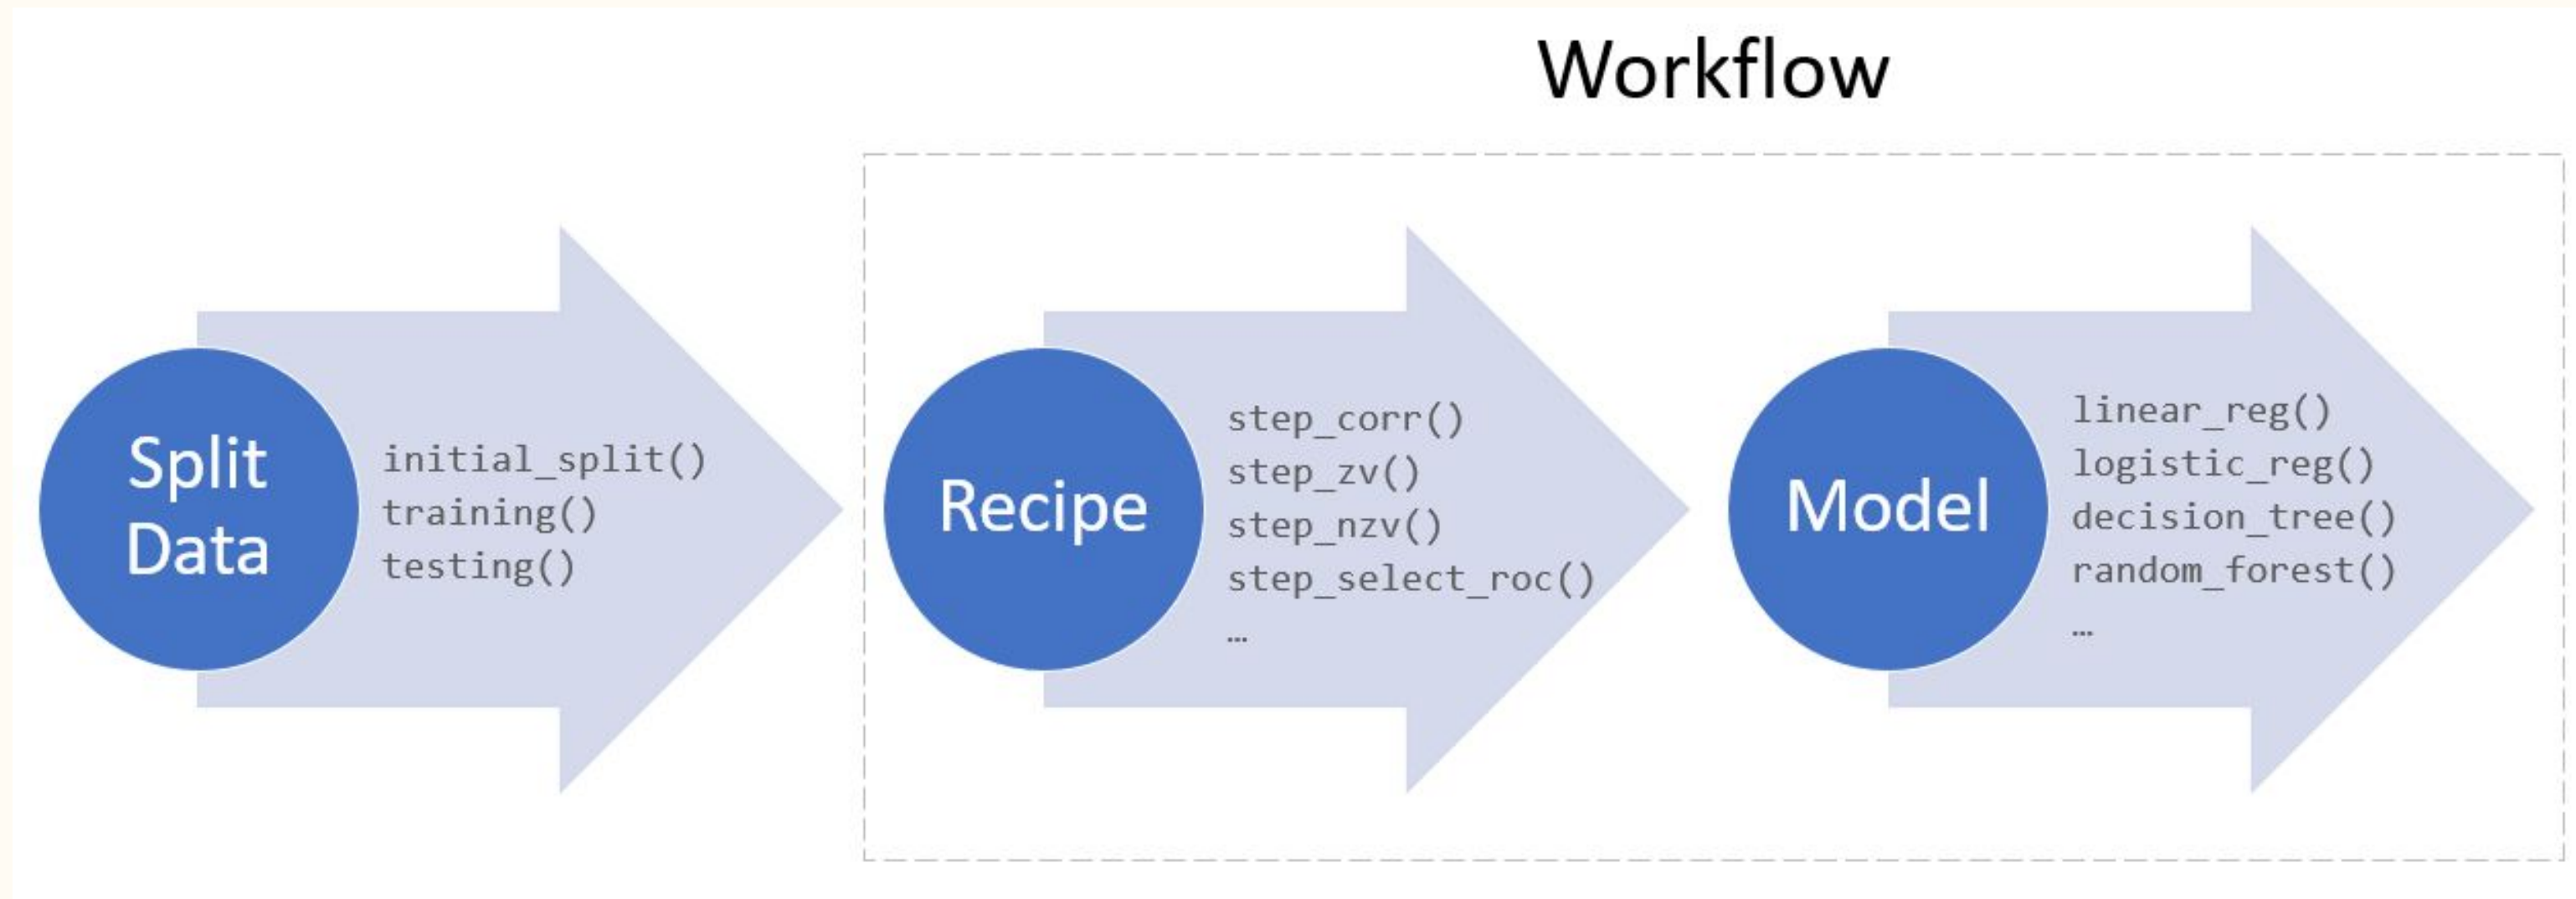 Workflow
Split
Data
initial_split()
training()
testing()
Recipe
step_corr()
step_zv()
step_nzv()
step_select_roc()
…
Model
linear_reg()
logistic_reg()
decision_tree()
random_forest()
…